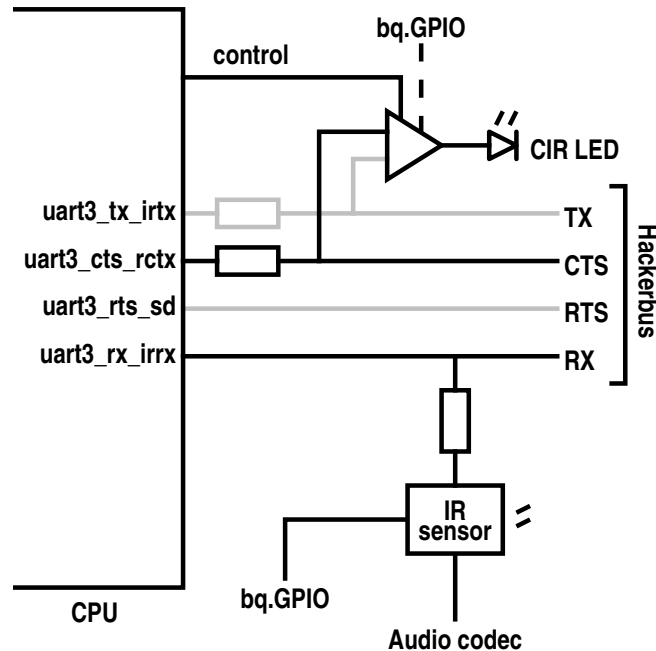 bq.GPIO
control
CIR LED
uart3_tx_irtx
TX
uart3_cts_rctx
CTS
uart3_rts_sd
RTS
uart3_rx_irrx
RX
Hackerbus
IR
sensor
bq.GPIO
CPU
Audio codec